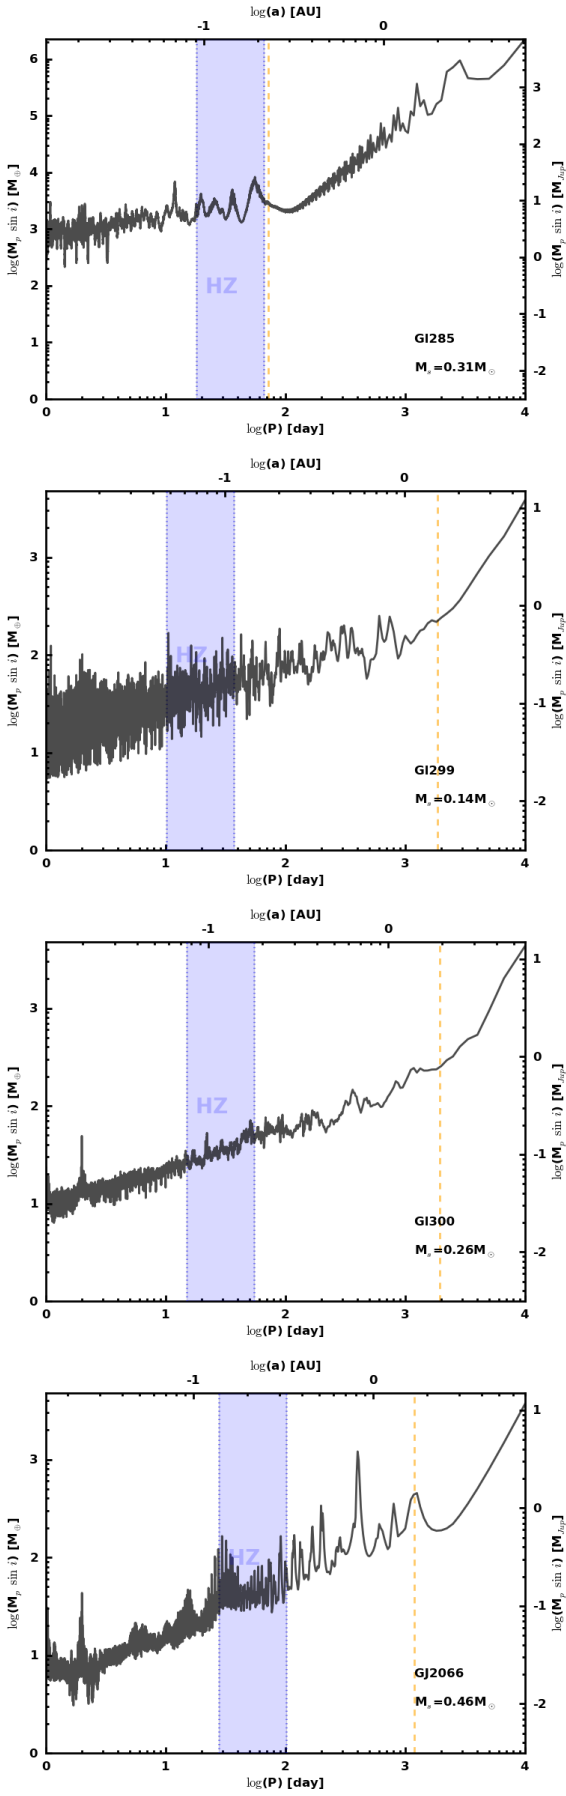 log(a) [AU]
-1 0
6
5
4
3
2
1
0
log(Mₚ sin i) [M⊕]
3
2
1
0
-1
-2
log(Mₚ sin i) [M_Jup]
HZ
Gl285
Mₛ=0.31M☉
0 1 2 3 4
log(P) [day]
log(a) [AU]
-1 0
3
2
1
0
log(Mₚ sin i) [M⊕]
1
0
-1
-2
log(Mₚ sin i) [M_Jup]
HZ
Gl299
Mₛ=0.14M☉
0 1 2 3 4
log(P) [day]
log(a) [AU]
-1 0
3
2
1
0
log(Mₚ sin i) [M⊕]
1
0
-1
-2
log(Mₚ sin i) [M_Jup]
HZ
Gl300
Mₛ=0.26M☉
0 1 2 3 4
log(P) [day]
log(a) [AU]
-1 0
3
2
1
0
log(Mₚ sin i) [M⊕]
1
0
-1
-2
log(Mₚ sin i) [M_Jup]
HZ
GJ2066
Mₛ=0.46M☉
0 1 2 3 4
log(P) [day]